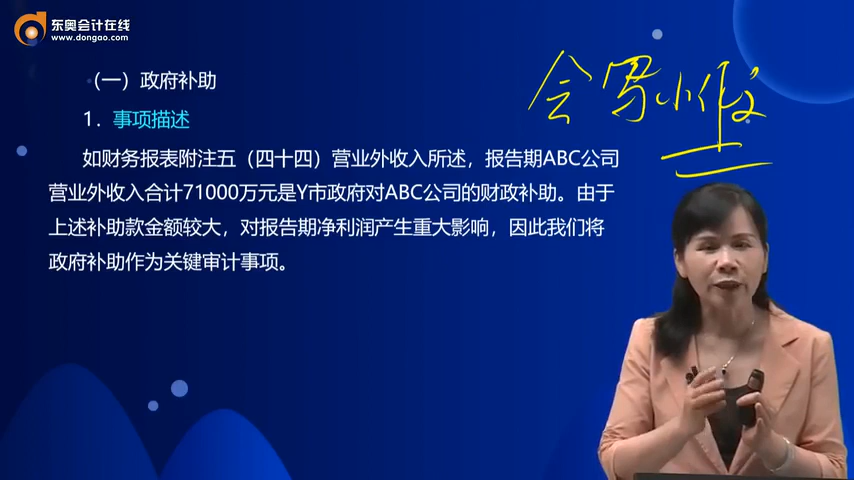 东奥会计在线
www.dongao.com
会写小作文
（一）政府补助
1．事项描述
如财务报表附注五（四十四）营业外收入所述，报告期ABC公司
营业外收入合计71000万元是Y市政府对ABC公司的财政补助。由于
上述补助款金额较大，对报告期净利润产生重大影响，因此我们将
政府补助作为关键审计事项。